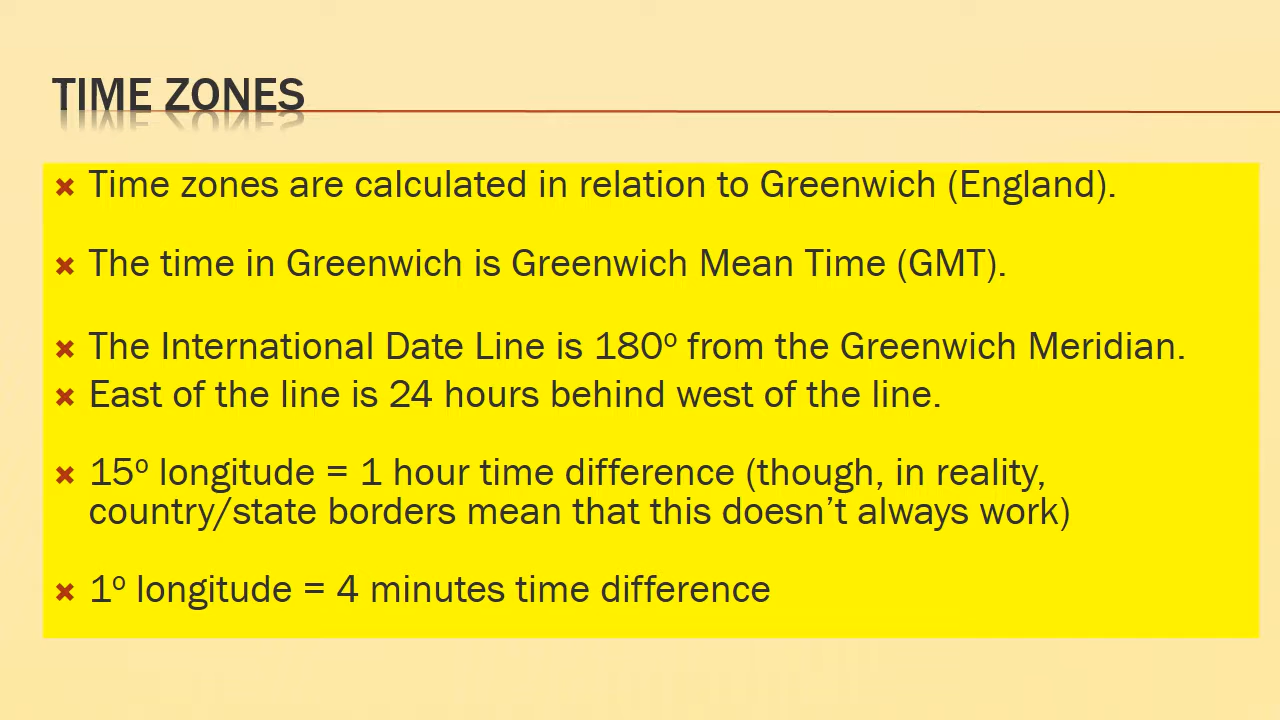 TIME ZONES
Time zones are calculated in relation to Greenwich (England).
The time in Greenwich is Greenwich Mean Time (GMT).
The International Date Line is 180º from the Greenwich Meridian.
East of the line is 24 hours behind west of the line.
15º longitude = 1 hour time difference (though, in reality,
country/state borders mean that this doesn’t always work)
1º longitude = 4 minutes time difference